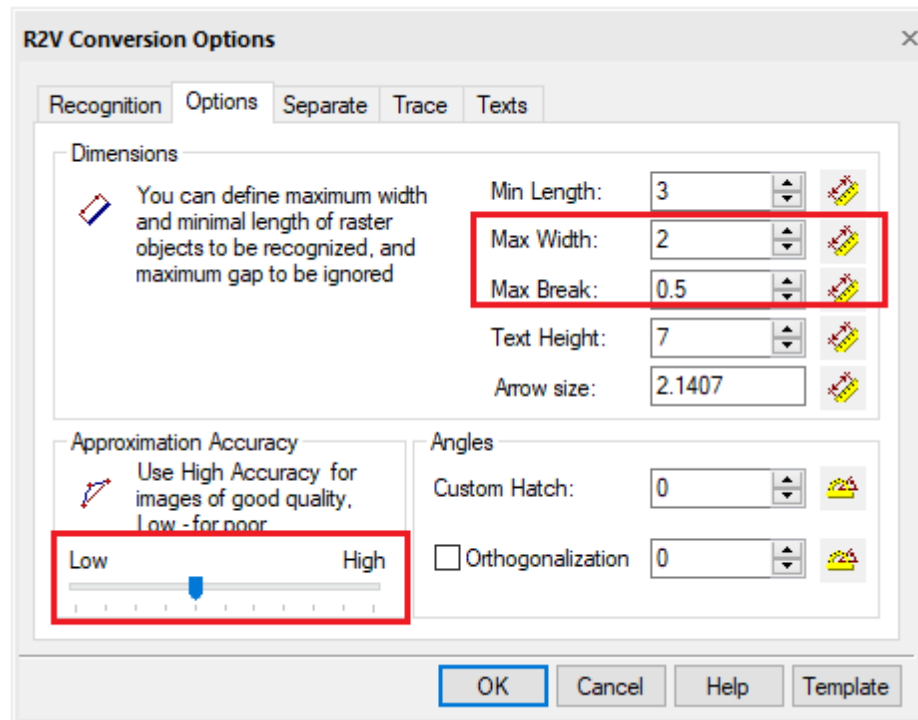 R2V Conversion Options
Recognition Options Separate Trace Texts
Dimensions
You can define maximum width
and minimal length of raster
objects to be recognized, and
maximum gap to be ignored
Min Length: 3
Max Width: 2
Max Break: 0.5
Text Height: 7
Arrow size: 2.1407
Approximation Accuracy
Use High Accuracy for
images of good quality,
Low - for poor
Low High
Angles
Custom Hatch: 0
Orthogonalization 0
OK Cancel Help Template